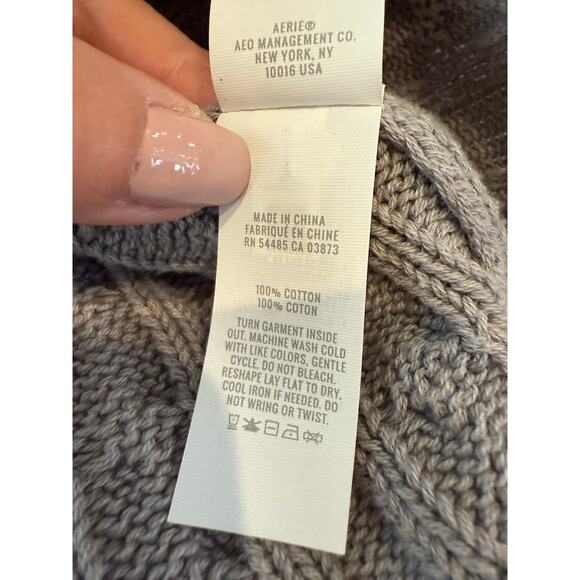 AERIE®
AEO MANAGEMENT CO.
NEW YORK, NY
10016 USA
MADE IN CHINA
FABRIQUÉ EN CHINE
RN 54485 CA 03873
100% COTTON
100% COTON
TURN GARMENT INSIDE
OUT. MACHINE WASH COLD
WITH LIKE COLORS, GENTLE
CYCLE. DO NOT BLEACH.
RESHAPE LAY FLAT TO DRY.
COOL IRON IF NEEDED. DO
NOT WRING OR TWIST.